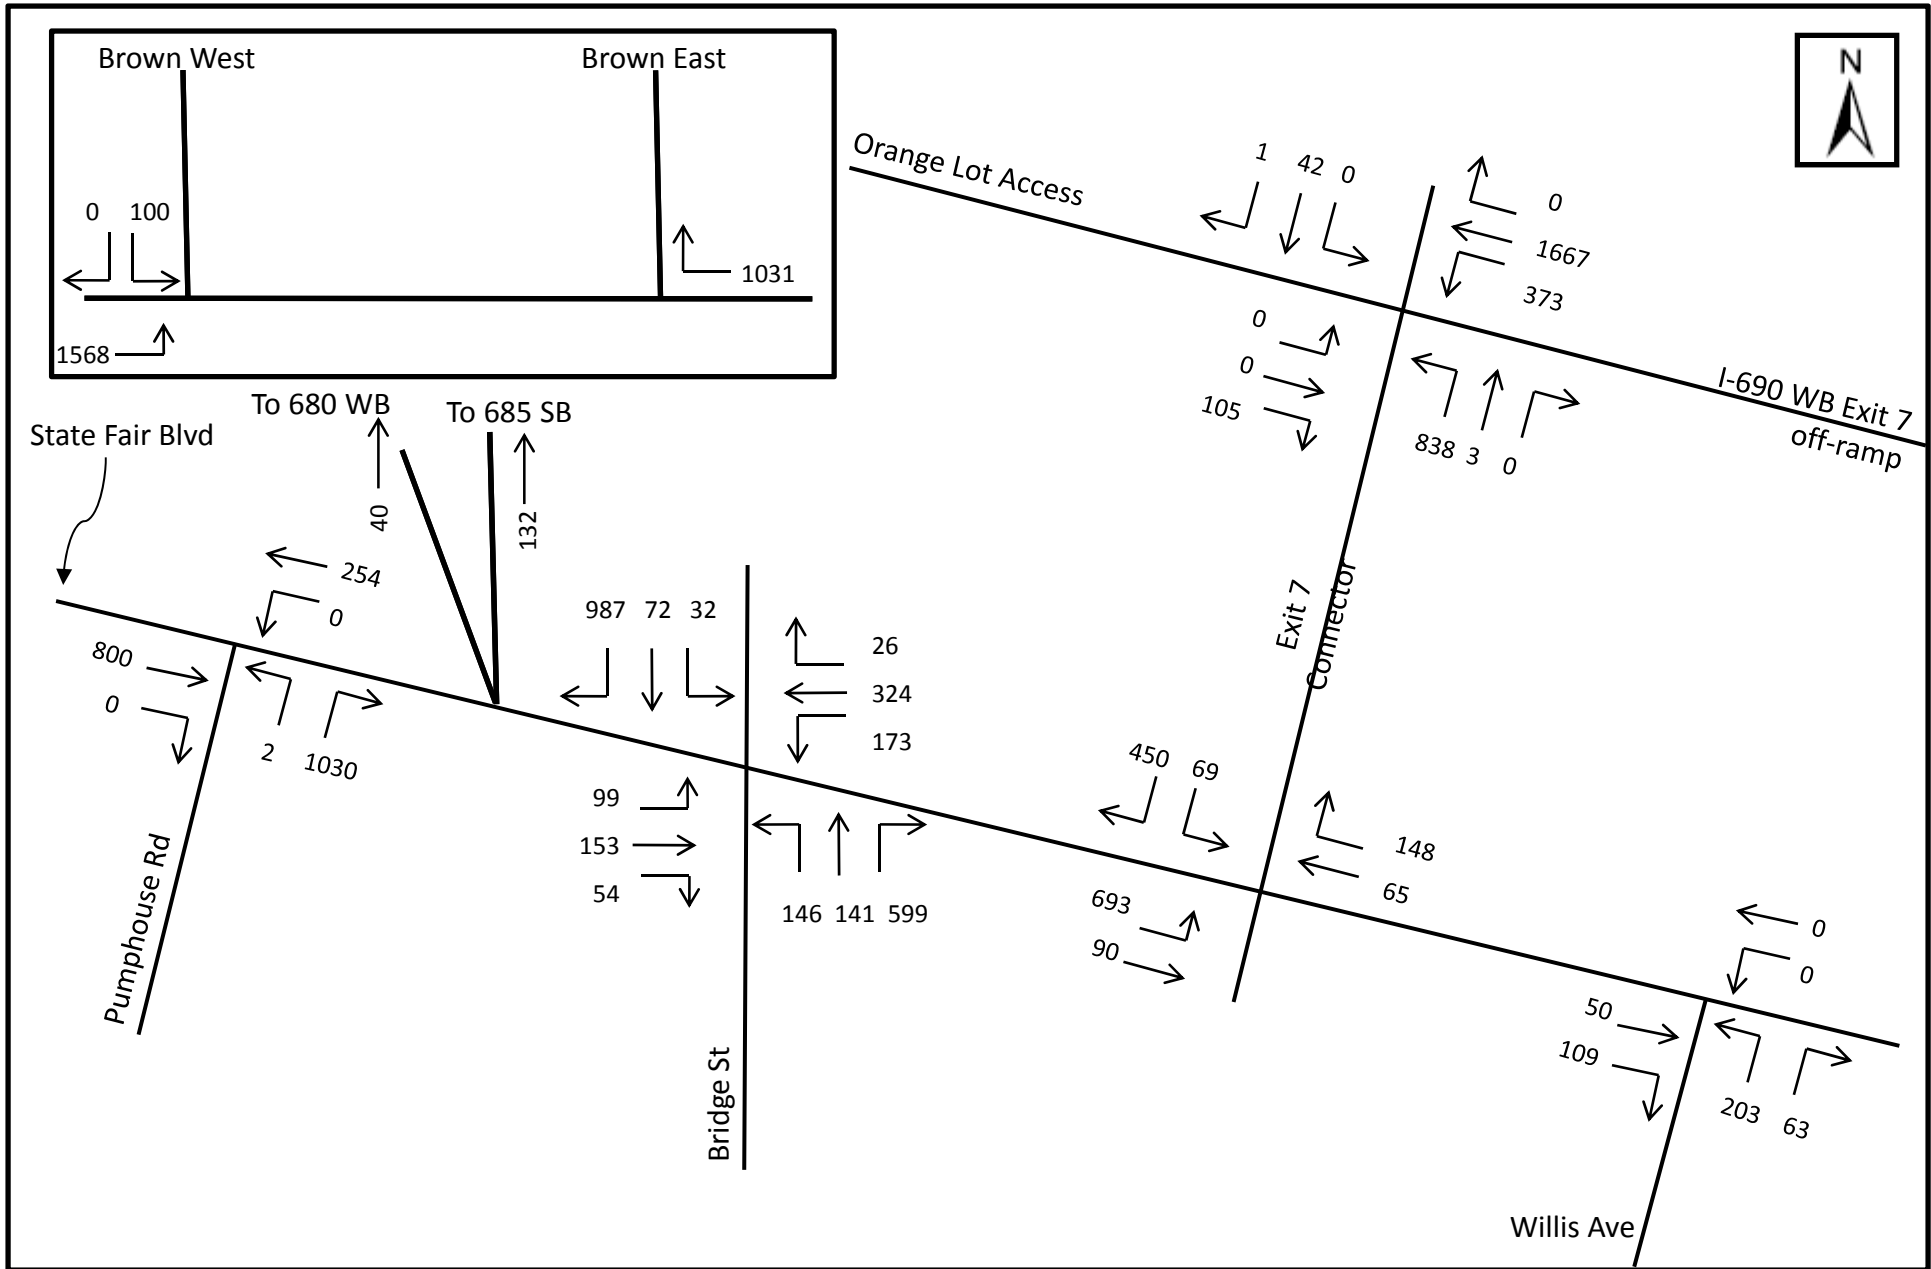 Brown West
Brown East
0 100
1568
1031
N
Orange Lot Access
1 42 0
0
1667
373
0
0
105
838 3 0
I-690 WB Exit 7
off-ramp
To 680 WB
To 685 SB
40
132
State Fair Blvd
254
0
800
0
2 1030
Pumphouse Rd
987 72 32
26
324
173
99
153
54
146 141 599
Bridge St
Exit 7
Connector
450 69
148
65
693
90
0
0
50
109
203 63
Willis Ave